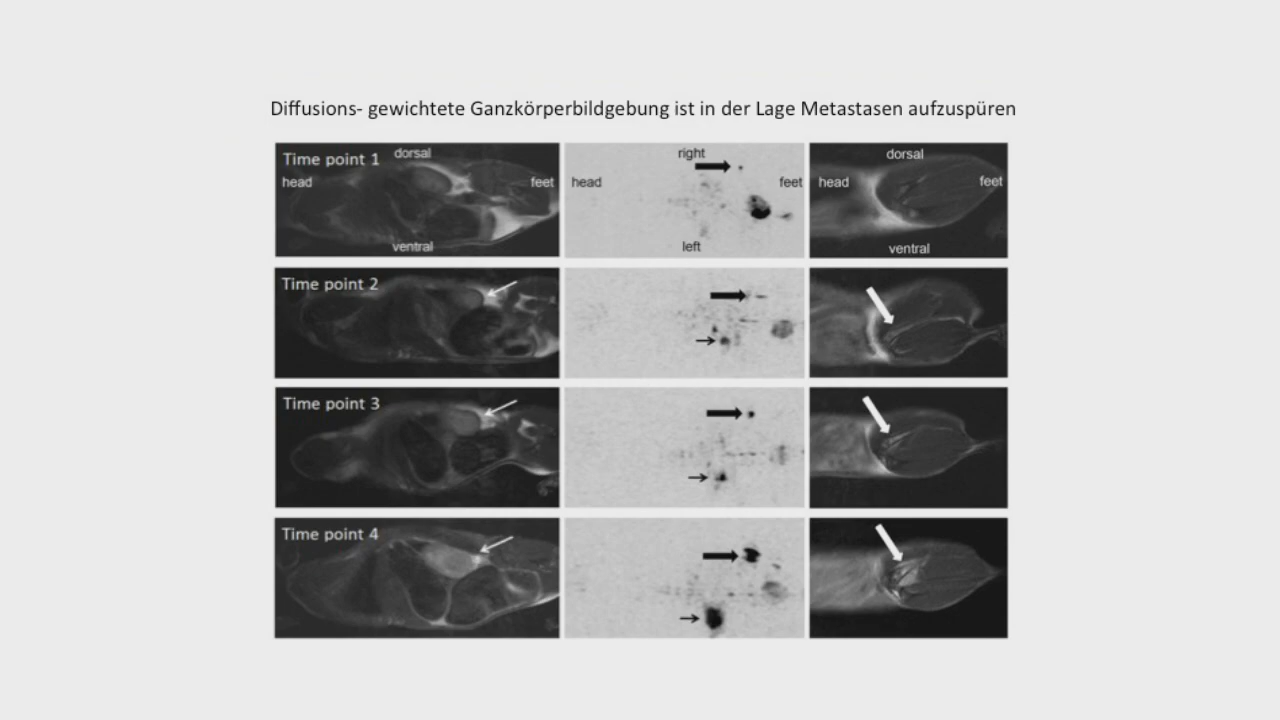 Diffusions- gewichtete Ganzkörperbildgebung ist in der Lage Metastasen aufzuspüren
Time point 1 dorsal
head
feet
ventral
right
head
feet
left
dorsal
head
feet
ventral
Time point 2
Time point 3
Time point 4